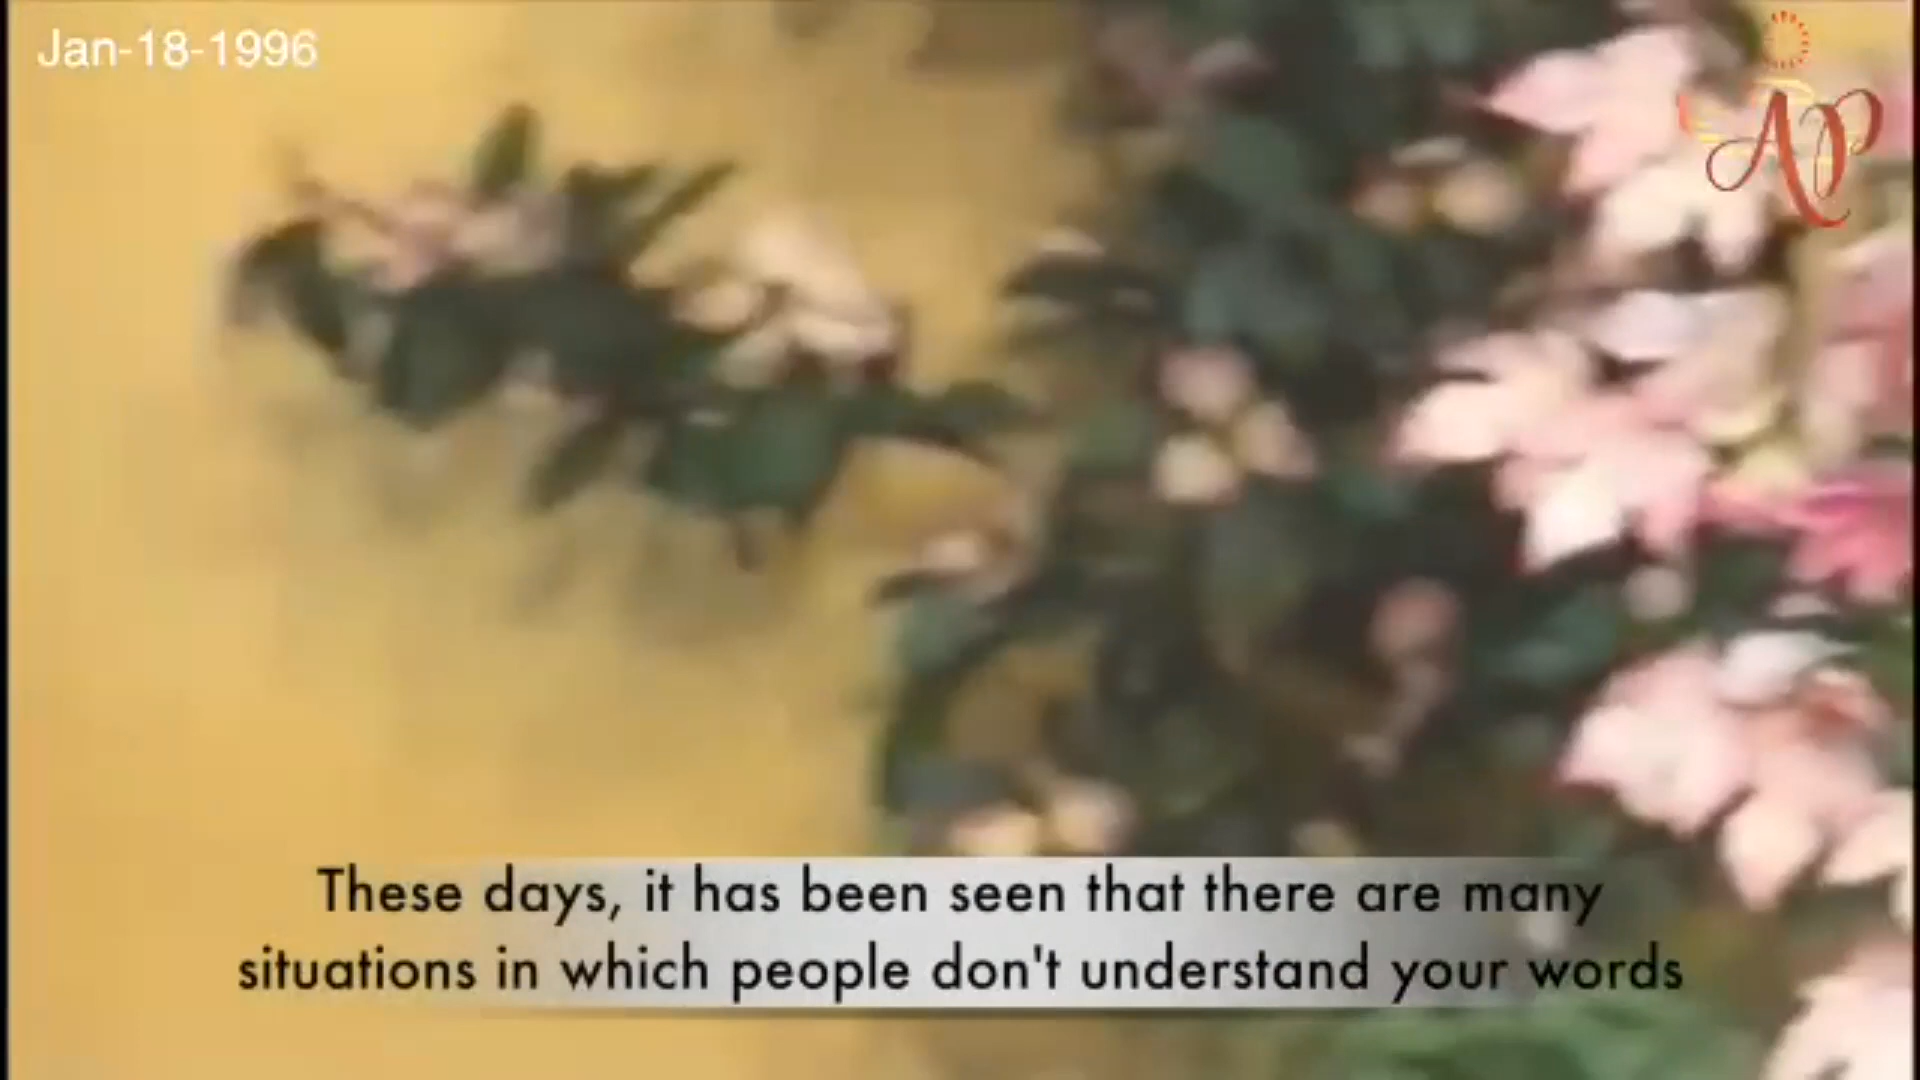 Jan-18-1996
AP
These days, it has been seen that there are many
situations in which people don't understand your words